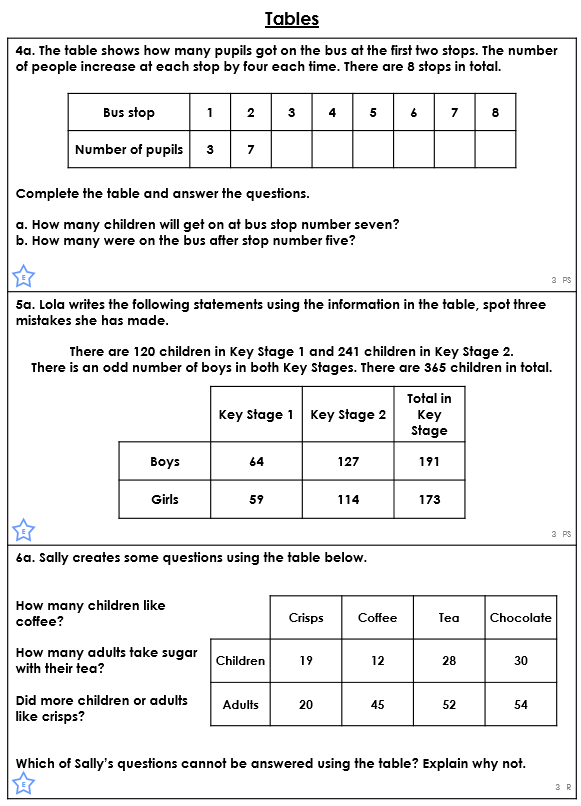 Tables
4a. The table shows how many pupils got on the bus at the first two stops. The number
of people increase at each stop by four each time. There are 8 stops in total.
Bus stop 1 2 3 4 5 6 7 8
Number of pupils 3 7
Complete the table and answer the questions.
a. How many children will get on at bus stop number seven?
b. How many were on the bus after stop number five?
E
3 PS
5a. Lola writes the following statements using the information in the table, spot three
mistakes she has made.
There are 120 children in Key Stage 1 and 241 children in Key Stage 2.
There is an odd number of boys in both Key Stages. There are 365 children in total.
Key Stage 1 Key Stage 2 Total in
Key
Stage
Boys 64 127 191
Girls 59 114 173
E
3 PS
6a. Sally creates some questions using the table below.
How many children like
coffee?
How many adults take sugar
with their tea?
Did more children or adults
like crisps?
Crisps Coffee Tea Chocolate
Children 19 12 28 30
Adults 20 45 52 54
Which of Sally's questions cannot be answered using the table? Explain why not.
E
3 R